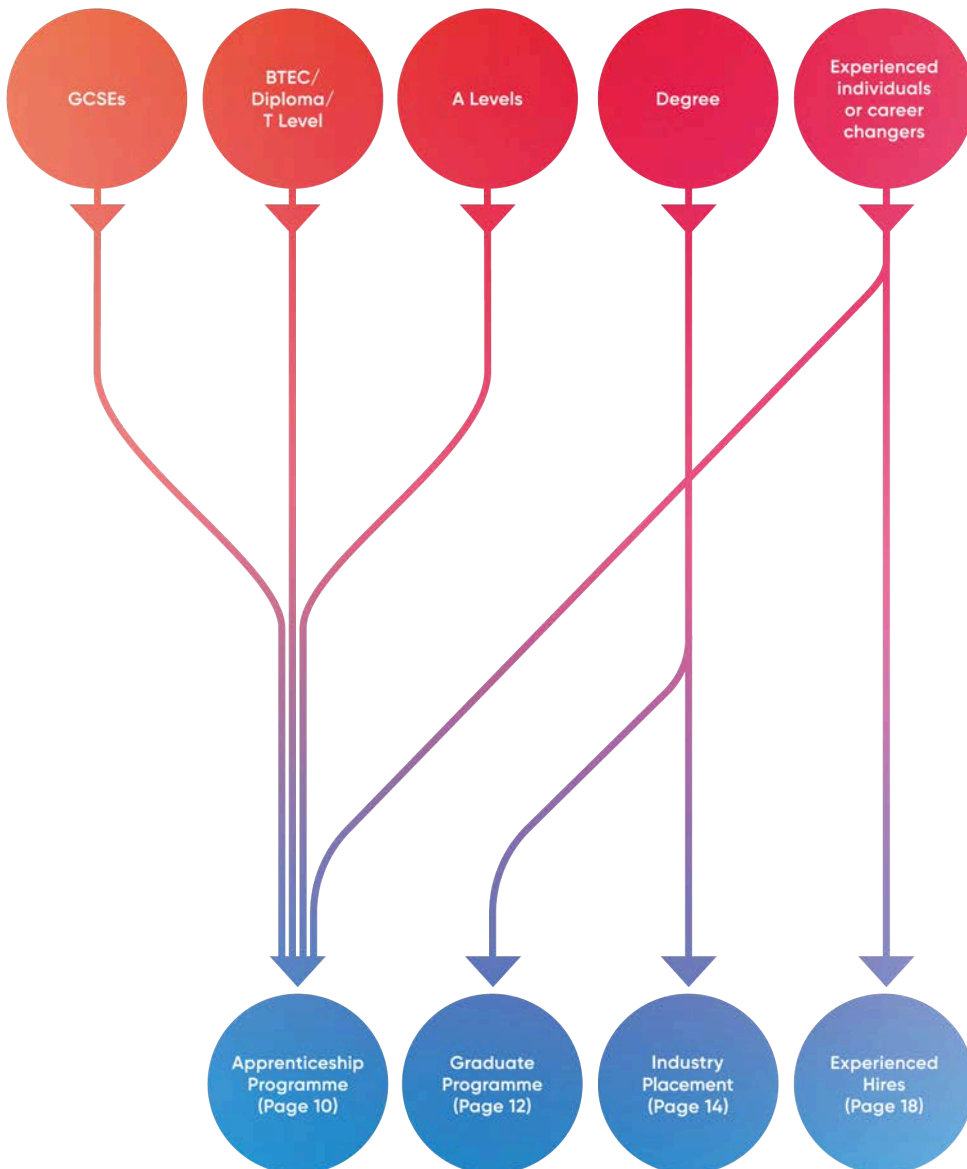 GCSEs
BTEC/
Diploma/
T Level
A Levels
Degree
Experienced
individuals
or career
changers
Apprenticeship
Programme
(Page 10)
Graduate
Programme
(Page 12)
Industry
Placement
(Page 14)
Experienced
Hires
(Page 18)